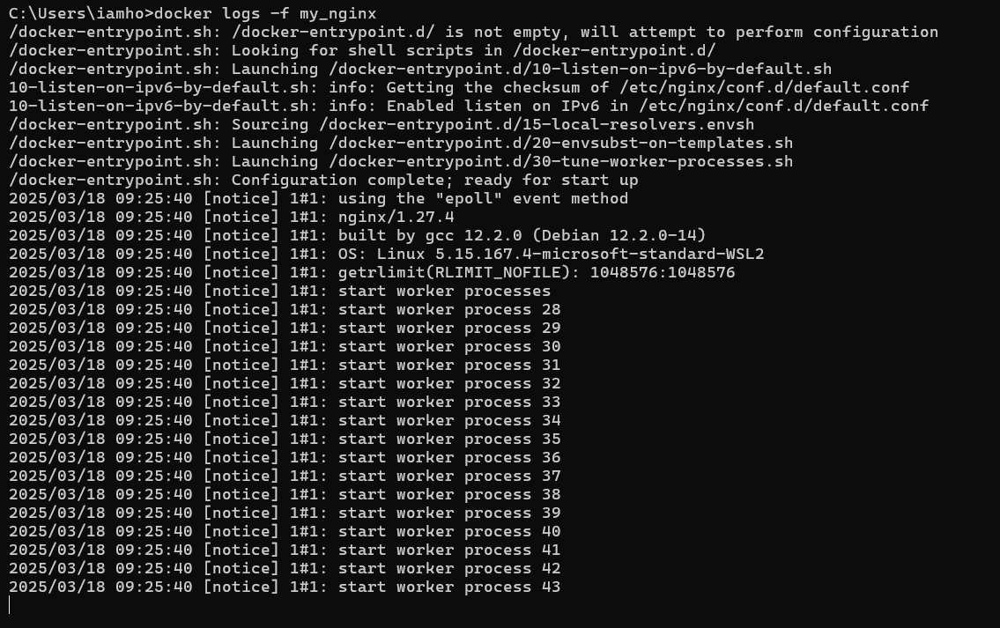 C:\Users\iamho>docker logs -f my_nginx
/docker-entrypoint.sh: /docker-entrypoint.d/ is not empty, will attempt to perform configuration
/docker-entrypoint.sh: Looking for shell scripts in /docker-entrypoint.d/
/docker-entrypoint.sh: Launching /docker-entrypoint.d/10-listen-on-ipv6-by-default.sh
10-listen-on-ipv6-by-default.sh: info: Getting the checksum of /etc/nginx/conf.d/default.conf
10-listen-on-ipv6-by-default.sh: info: Enabled listen on IPv6 in /etc/nginx/conf.d/default.conf
/docker-entrypoint.sh: Sourcing /docker-entrypoint.d/15-local-resolvers.envsh
/docker-entrypoint.sh: Launching /docker-entrypoint.d/20-envsubst-on-templates.sh
/docker-entrypoint.sh: Launching /docker-entrypoint.d/30-tune-worker-processes.sh
/docker-entrypoint.sh: Configuration complete; ready for start up
2025/03/18 09:25:40 [notice] 1#1: using the "epoll" event method
2025/03/18 09:25:40 [notice] 1#1: nginx/1.27.4
2025/03/18 09:25:40 [notice] 1#1: built by gcc 12.2.0 (Debian 12.2.0-14)
2025/03/18 09:25:40 [notice] 1#1: OS: Linux 5.15.167.4-microsoft-standard-WSL2
2025/03/18 09:25:40 [notice] 1#1: getrlimit(RLIMIT_NOFILE): 1048576:1048576
2025/03/18 09:25:40 [notice] 1#1: start worker processes
2025/03/18 09:25:40 [notice] 1#1: start worker process 28
2025/03/18 09:25:40 [notice] 1#1: start worker process 29
2025/03/18 09:25:40 [notice] 1#1: start worker process 30
2025/03/18 09:25:40 [notice] 1#1: start worker process 31
2025/03/18 09:25:40 [notice] 1#1: start worker process 32
2025/03/18 09:25:40 [notice] 1#1: start worker process 33
2025/03/18 09:25:40 [notice] 1#1: start worker process 34
2025/03/18 09:25:40 [notice] 1#1: start worker process 35
2025/03/18 09:25:40 [notice] 1#1: start worker process 36
2025/03/18 09:25:40 [notice] 1#1: start worker process 37
2025/03/18 09:25:40 [notice] 1#1: start worker process 38
2025/03/18 09:25:40 [notice] 1#1: start worker process 39
2025/03/18 09:25:40 [notice] 1#1: start worker process 40
2025/03/18 09:25:40 [notice] 1#1: start worker process 41
2025/03/18 09:25:40 [notice] 1#1: start worker process 42
2025/03/18 09:25:40 [notice] 1#1: start worker process 43